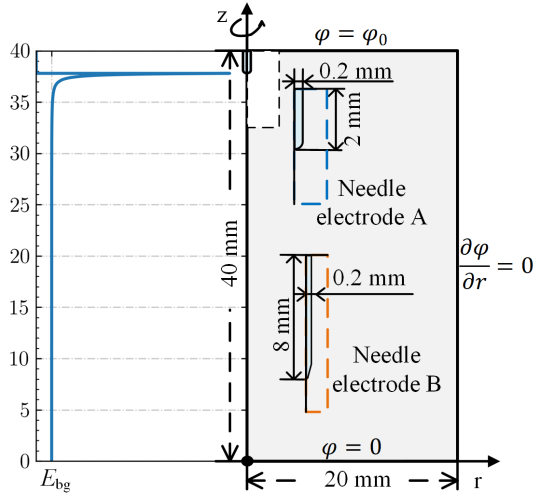 z
φ = φ₀
40
35
30
25
20
15
10
5
0
E_bg
0.2 mm
2 mm
Needle
electrode A
40 mm
∂φ/∂r = 0
0.2 mm
8 mm
Needle
electrode B
φ = 0
20 mm
r